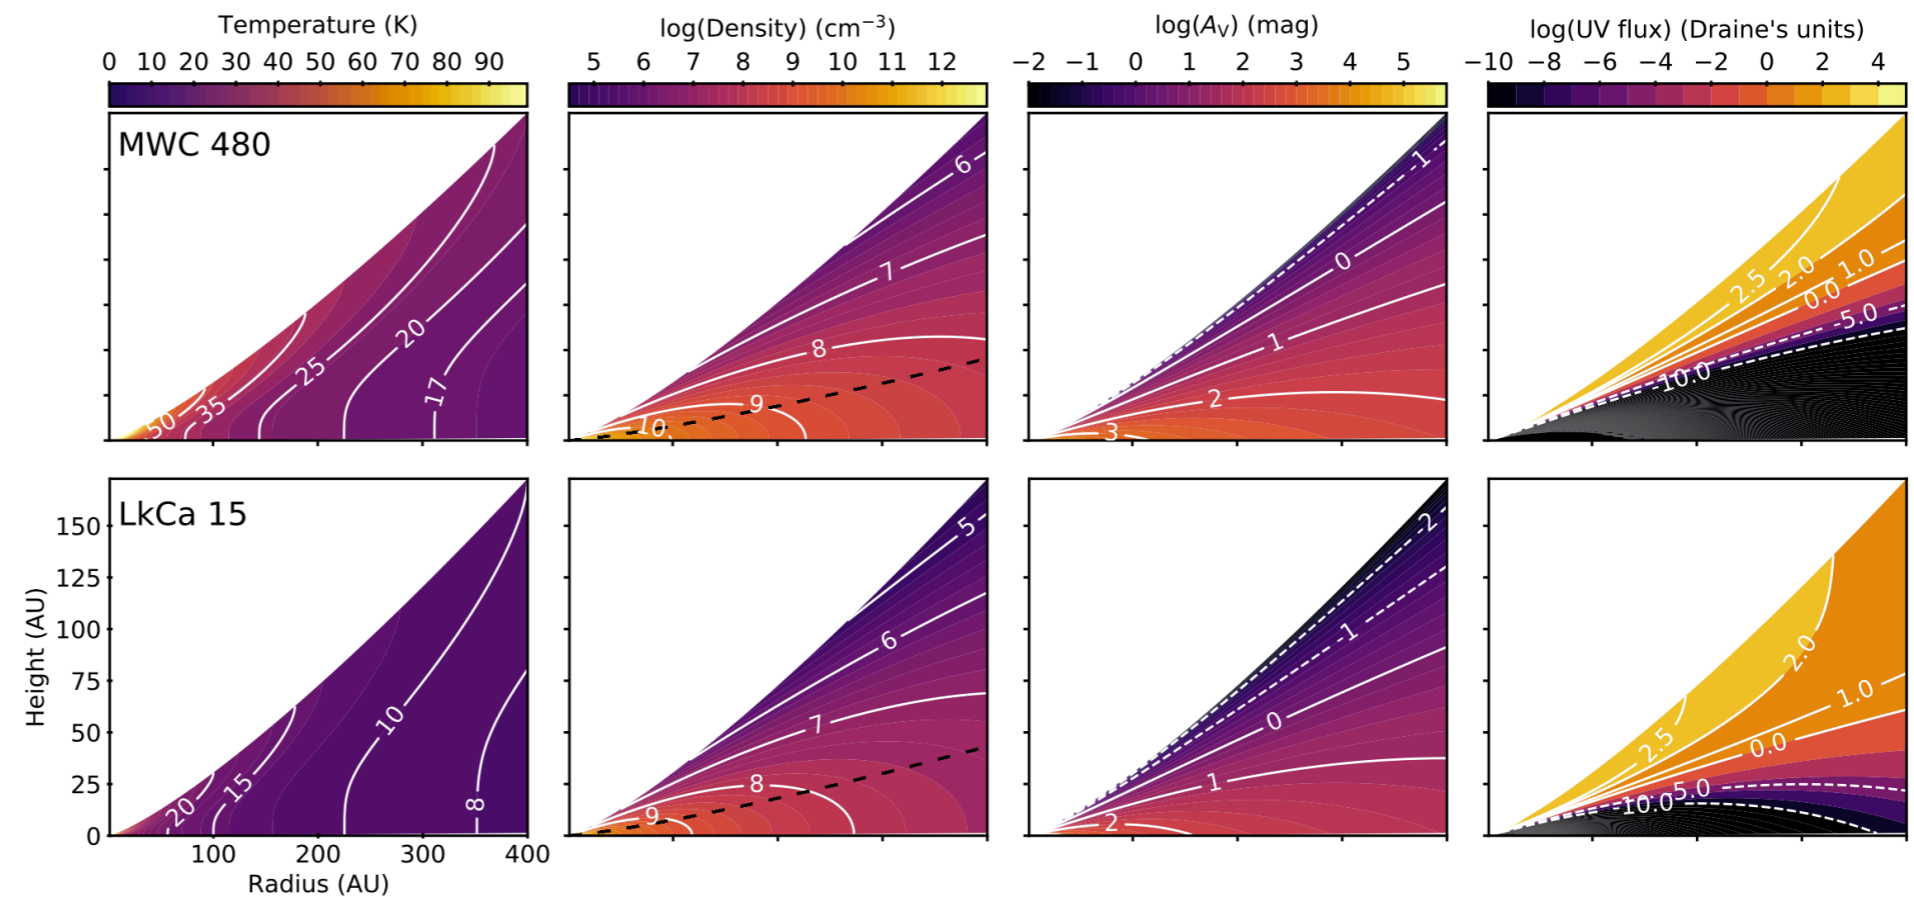 Temperature (K)
log(Density) (cm−3)
log(AV) (mag)
log(UV flux) (Draine's units)
0 10 20 30 40 50 60 70 80 90
5 6 7 8 9 10 11 12
−2 −1 0 1 2 3 4 5
−10 −8 −6 −4 −2 0 2 4
MWC 480
50 35 25 20 17
6 7 8 9 10
-1 0 1 2 3
2.5 2.0 1.0 0.0 -5.0 -10.0
LkCa 15
20 15 10 8
5 6 7 8 9
-2 -1 0 1 2
2.5 2.0 1.0 0.0 -5.0 -10.0
Height (AU)
150
125
100
75
50
25
0
100 200 300 400
Radius (AU)